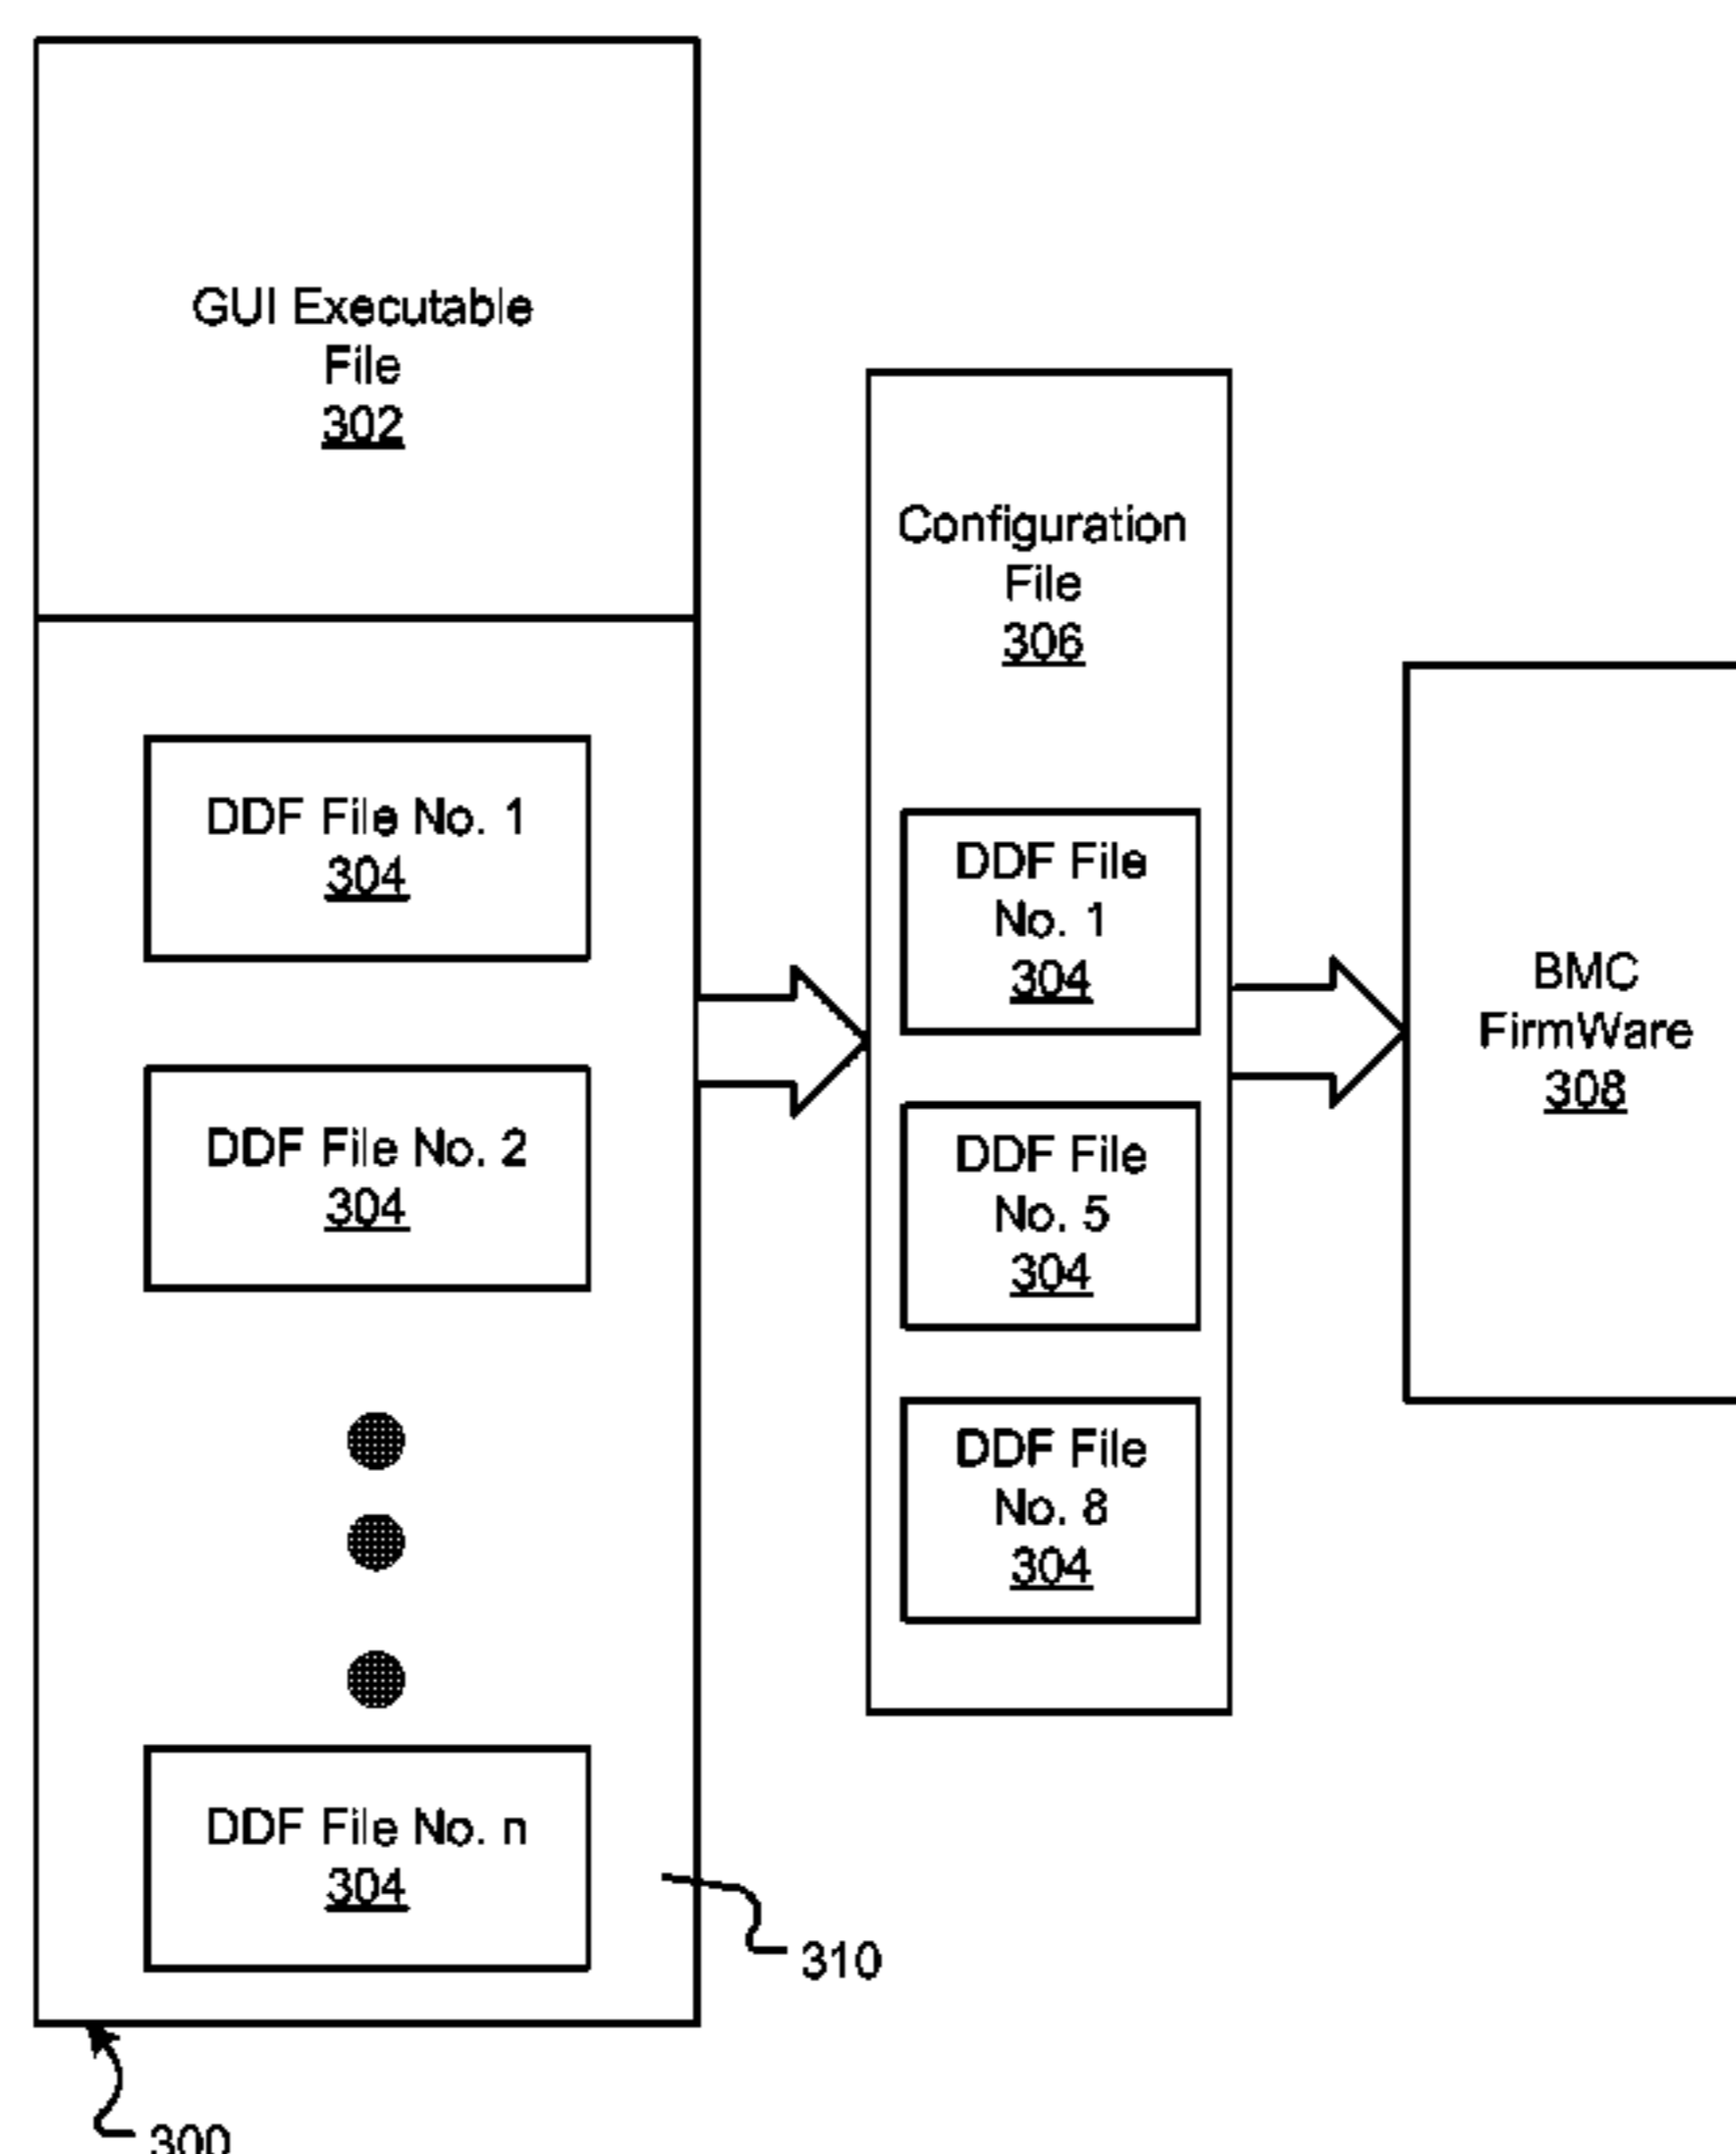 GUI Executable
File
302
DDF File No. 1
304
DDF File No. 2
304
DDF File No. n
304
310
300
Configuration
File
306
DDF File
No. 1
304
DDF File
No. 5
304
DDF File
No. 8
304
BMC
FirmWare
308